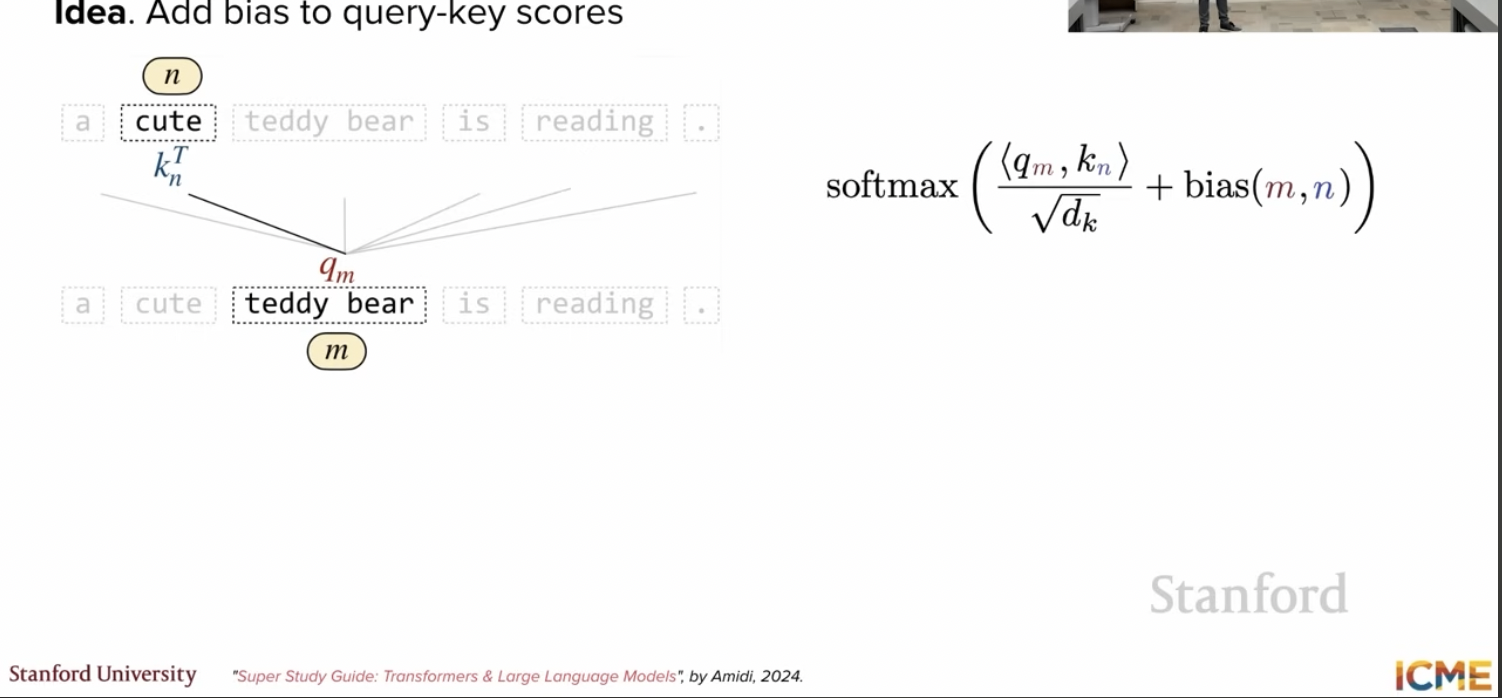 Idea. Add bias to query-key scores
n
a cute teddy bear is reading .
k_n^T
q_m
a cute teddy bear is reading .
m
softmax ( ⟨q_m, k_n⟩ / √d_k + bias(m, n) )
Stanford
Stanford University "Super Study Guide: Transformers & Large Language Models", by Amidi, 2024. ICME